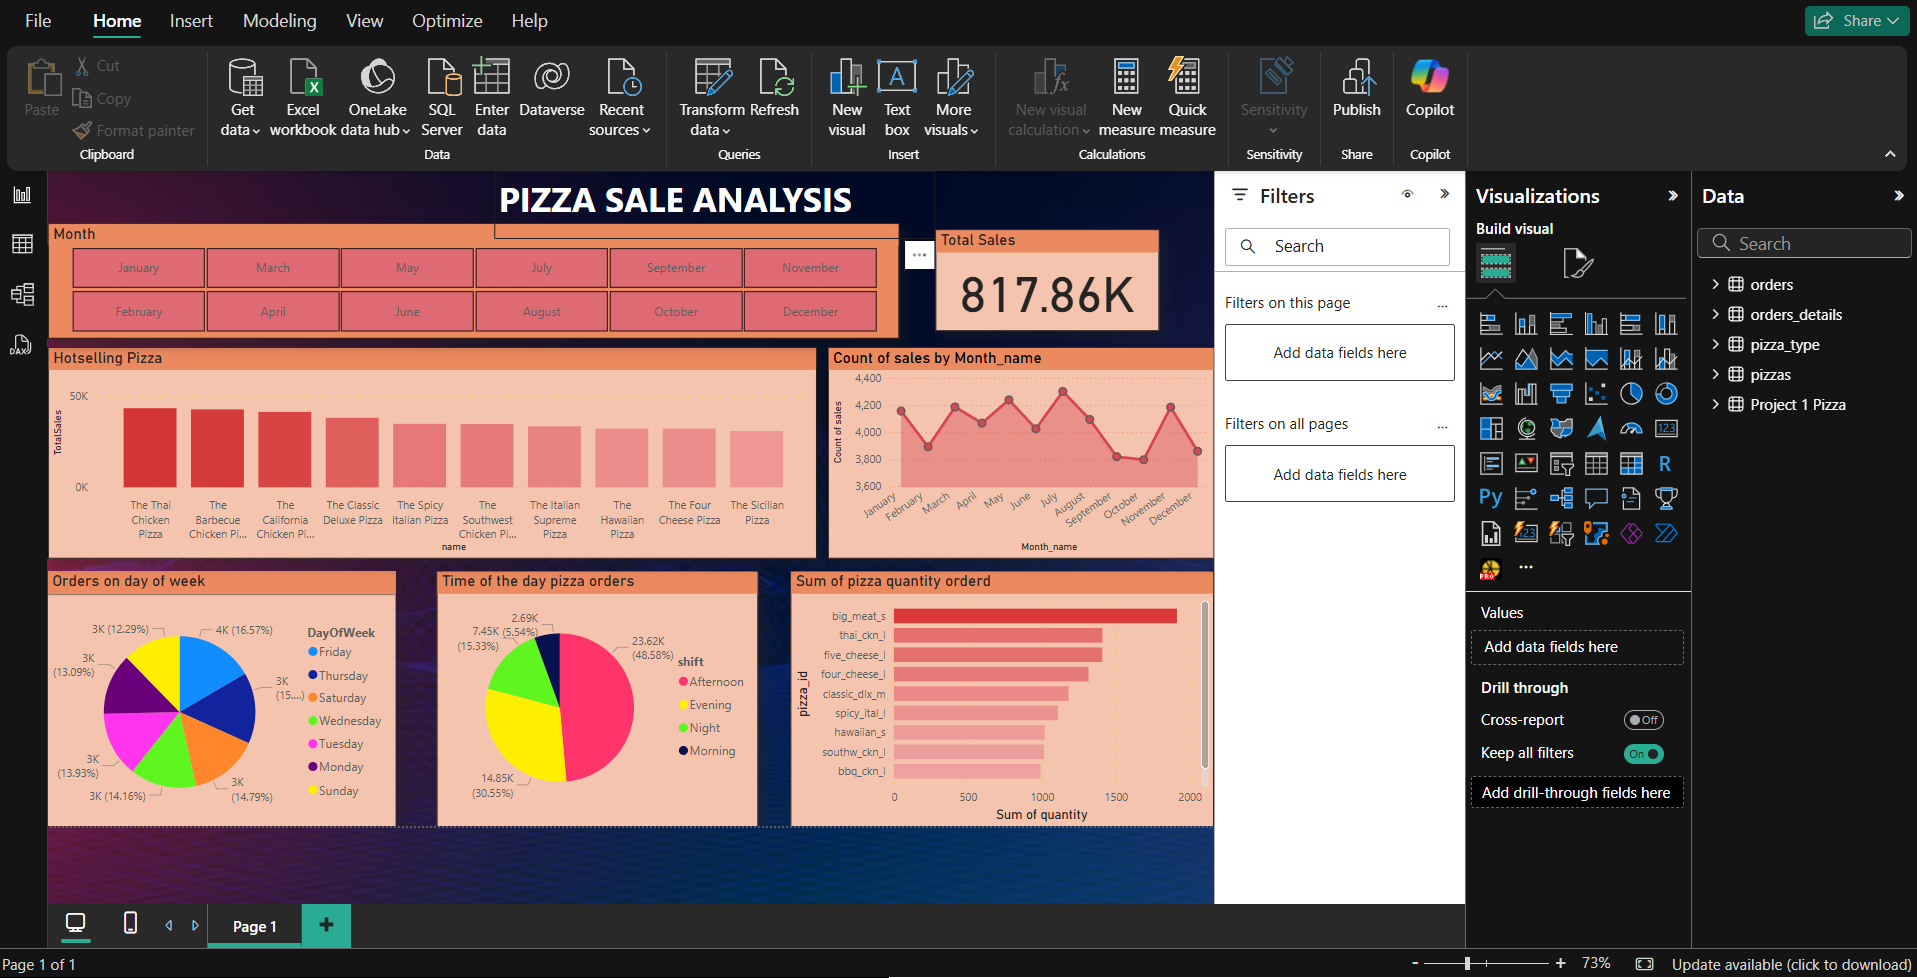 File Home Insert Modeling View Optimize Help Share
Paste
Cut
Copy
Format painter
Clipboard
Get data
Excel workbook
OneLake data hub
SQL Server
Enter data
Dataverse
Recent sources
Data
Transform data
Refresh
Queries
New visual
Text box
More visuals
Insert
New visual calculation
New measure
Quick measure
Calculations
Sensitivity
Sensitivity
Publish
Share
Copilot
Copilot
PIZZA SALE ANALYSIS
Month
January March May July September November
February April June August October December
Total Sales
817.86K
Hotselling Pizza
TotalSales
50K
0K
The Thai Chicken Pizza
The Barbecue Chicken Pi...
The California Chicken Pi...
The Classic Deluxe Pizza
The Spicy Italian Pizza
The Southwest Chicken Pi...
The Italian Supreme Pizza
The Hawaiian Pizza
The Four Cheese Pizza
The Sicilian Pizza
name
Count of sales by Month_name
Count of sales
4,400
4,200
4,000
3,800
3,600
January February March April May June July August September October November December
Month_name
Orders on day of week
3K (12.29%)
4K (16.57%)
3K (13.09%)
3K (15....)
3K (13.93%)
3K (14.16%)
3K (14.79%)
DayOfWeek
Friday
Thursday
Saturday
Wednesday
Tuesday
Monday
Sunday
Time of the day pizza orders
2.69K (5.54%)
7.45K (15.33%)
23.62K (48.58%)
14.85K (30.55%)
shift
Afternoon
Evening
Night
Morning
Sum of pizza quantity orderd
pizza_id
big_meat_s
thai_ckn_l
five_cheese_l
four_cheese_l
classic_dlx_m
spicy_ital_l
hawaiian_s
southw_ckn_l
bbq_ckn_l
0 500 1000 1500 2000
Sum of quantity
Filters
Search
Filters on this page ...
Add data fields here
Filters on all pages ...
Add data fields here
Visualizations
Build visual
123
R
Py
123
PRO
...
Values
Add data fields here
Drill through
Cross-report Off
Keep all filters On
Add drill-through fields here
Data
Search
orders
orders_details
pizza_type
pizzas
Project 1 Pizza
DAX
Page 1
+
Page 1 of 1
- + 73%
Update available (click to download)